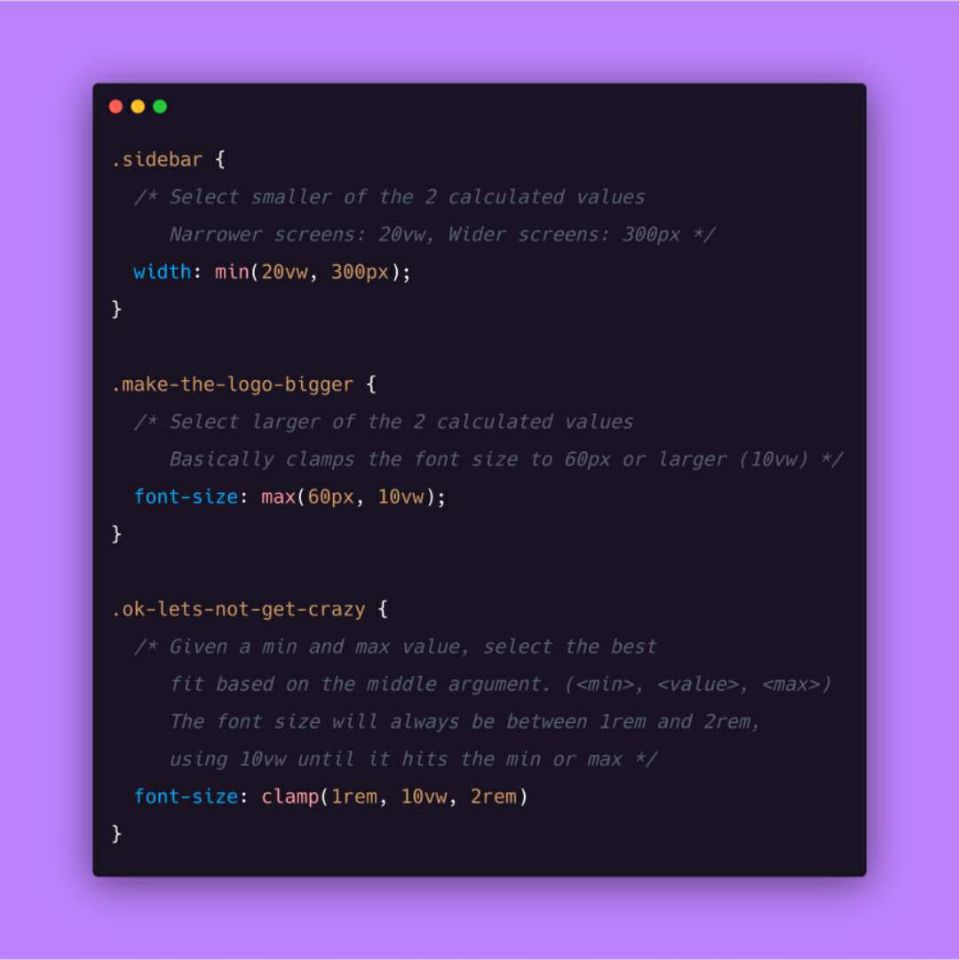 .sidebar {
/* Select smaller of the 2 calculated values
Narrower screens: 20vw, Wider screens: 300px */
width: min(20vw, 300px);
}
.make-the-logo-bigger {
/* Select larger of the 2 calculated values
Basically clamps the font size to 60px or larger (10vw) */
font-size: max(60px, 10vw);
}
.ok-lets-not-get-crazy {
/* Given a min and max value, select the best
fit based on the middle argument. (<min>, <value>, <max>)
The font size will always be between 1rem and 2rem,
using 10vw until it hits the min or max */
font-size: clamp(1rem, 10vw, 2rem)
}